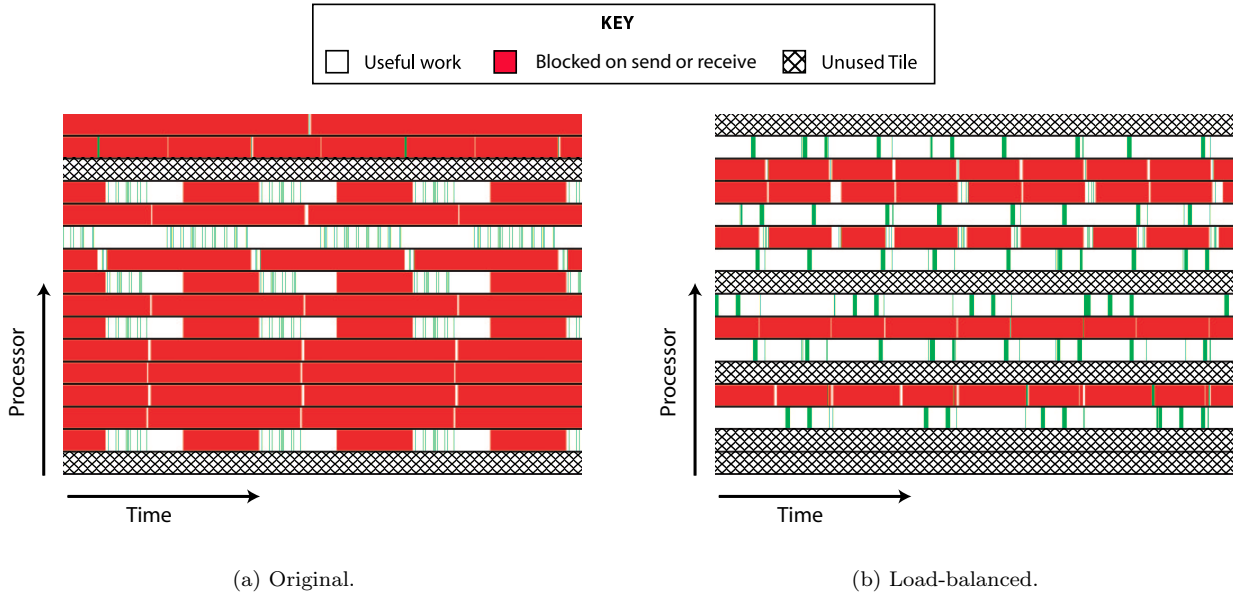 KEY
Useful work
Blocked on send or receive
Unused Tile
Processor
Time
Processor
Time
(a) Original.
(b) Load-balanced.